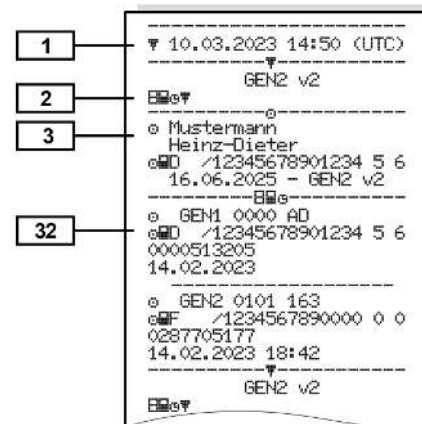 1
▼ 10.03.2023 14:50 (UTC)
GEN2 v2
2
3
Mustermann
Heinz-Dieter
D /12345678901234 5 6
16.06.2025 - GEN2 v2
32
GEN1 0000 AD
D /12345678901234 5 6
0000513205
14.02.2023
GEN2 0101 163
F /1234567890000 0 0
0287705177
14.02.2023 18:42
GEN2 v2